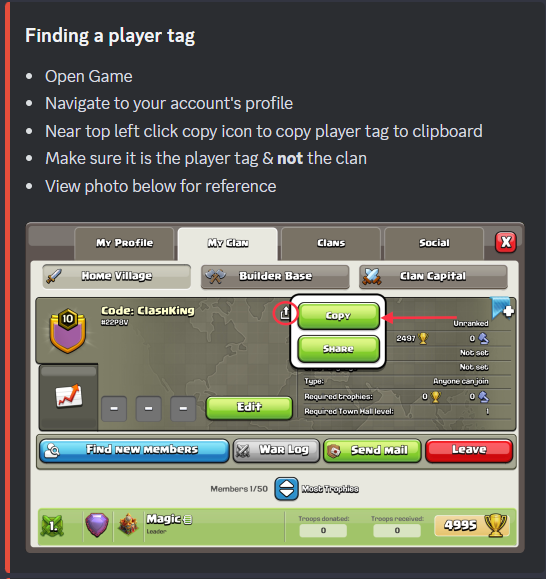 Finding a player tag
Open Game
Navigate to your account's profile
Near top left click copy icon to copy player tag to clipboard
Make sure it is the player tag & not the clan
View photo below for reference
My Profile
My Clan
Clans
Social
X
Home Village
Builder Base
Clan Capital
10
Code: ClashKing
#22P8V
Copy
Share
Unranked
2497
0
Not set
Not set
Type:
Anyone can join
Required trophies:
0
0
Required Town Hall level:
1
-
-
-
Edit
Find new members
War Log
Send Mail
Leave
Members 1/50
Most Trophies
1.
Magic
Leader
Troops donated:
0
Troops received:
0
4995